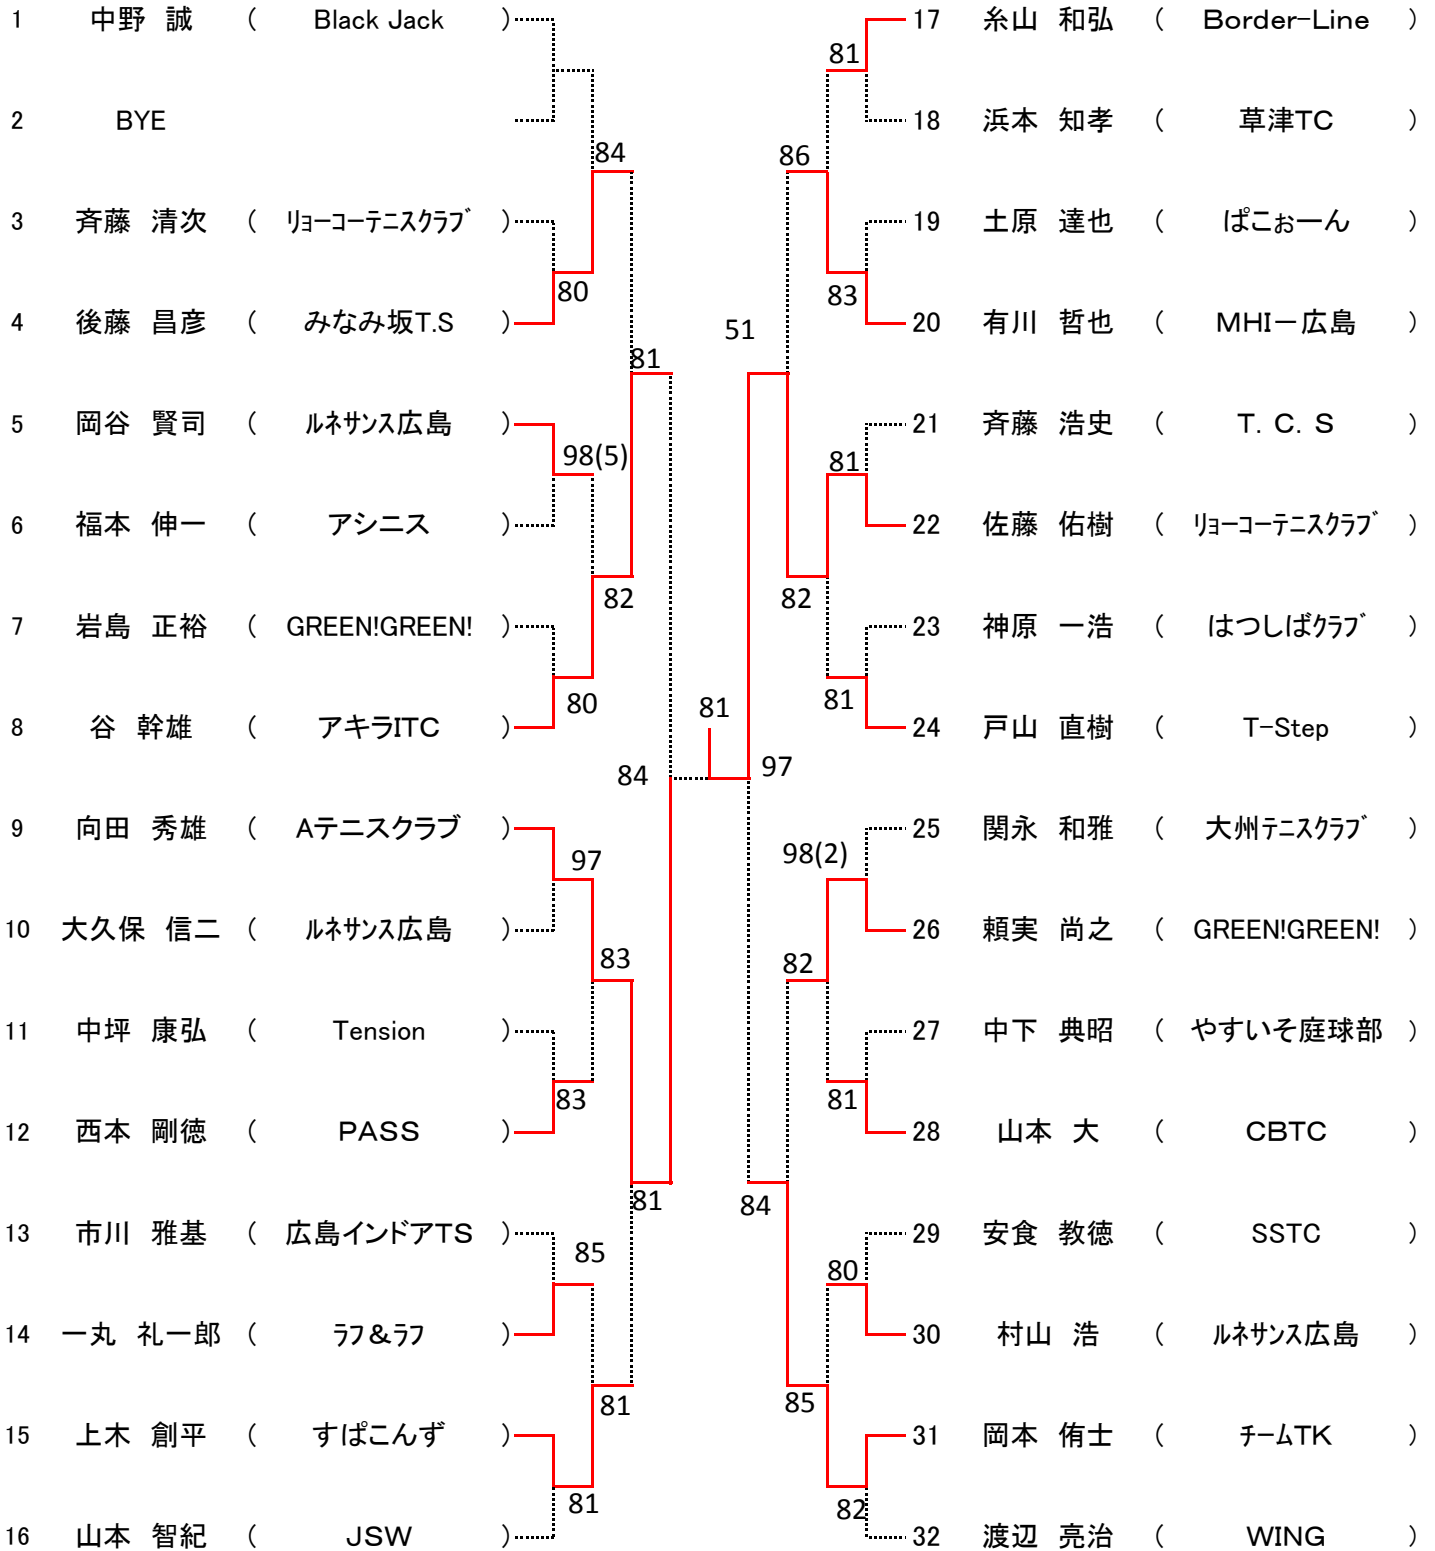 1 中野 誠 ( Black Jack ) 17 糸山 和弘 ( Border-Line )
81
2 BYE 18 浜本 知孝 ( 草津TC )
84 86
3 斉藤 清次 ( リョーコーテニスクラブ ) 19 土原 達也 ( ぱこぉーん )
80 83
4 後藤 昌彦 ( みなみ坂T.S ) 20 有川 哲也 ( MHIー広島 )
51
81
5 岡谷 賢司 ( ルネサンス広島 ) 21 斉藤 浩史 ( T. C. S )
98(5) 81
6 福本 伸一 ( アシニス ) 22 佐藤 佑樹 ( リョーコーテニスクラブ )
82 82
7 岩島 正裕 ( GREEN!GREEN! ) 23 神原 一浩 ( はつしばクラブ )
80 81 81
8 谷 幹雄 ( アキラITC ) 24 戸山 直樹 ( T-Step )
84 97
9 向田 秀雄 ( Aテニスクラブ ) 25 関永 和雅 ( 大州テニスクラブ )
97 98(2)
10 大久保 信二 ( ルネサンス広島 ) 26 頼実 尚之 ( GREEN!GREEN! )
83 82
11 中坪 康弘 ( Tension ) 27 中下 典昭 ( やすいそ庭球部 )
83 81
12 西本 剛徳 ( PASS ) 28 山本 大 ( CBTC )
81 84
13 市川 雅基 ( 広島インドアTS ) 29 安食 教徳 ( SSTC )
85 80
14 一丸 礼一郎 ( ラフ&ラフ ) 30 村山 浩 ( ルネサンス広島 )
81 85
15 上木 創平 ( すぱこんず ) 31 岡本 侑士 ( チームTK )
81 82
16 山本 智紀 ( JSW ) 32 渡辺 亮治 ( WING )